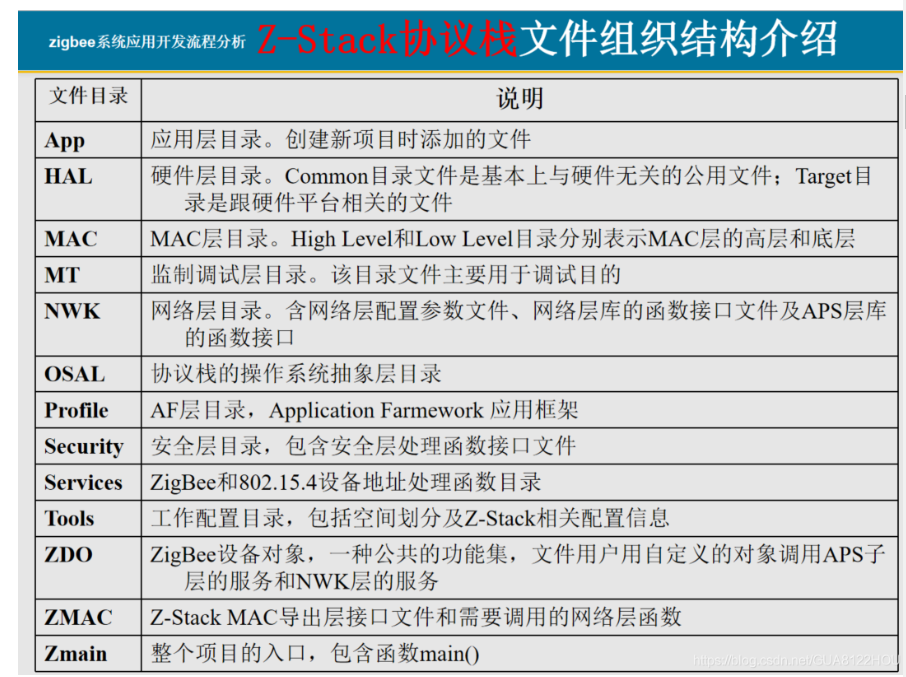 zigbee系统应用开发流程分析 Z-Stack协议栈文件组织结构介绍
文件目录 说明
App 应用层目录。创建新项目时添加的文件
HAL 硬件层目录。Common目录文件是基本上与硬件无关的公用文件；Target目
录是跟硬件平台相关的文件
MAC MAC层目录。High Level和Low Level目录分别表示MAC层的高层和底层
MT 监制调试层目录。该目录文件主要用于调试目的
NWK 网络层目录。含网络层配置参数文件、网络层库的函数接口文件及APS层库
的函数接口
OSAL 协议栈的操作系统抽象层目录
Profile AF层目录，Application Farmework 应用框架
Security 安全层目录，包含安全层处理函数接口文件
Services ZigBee和802.15.4设备地址处理函数目录
Tools 工作配置目录，包括空间划分及Z-Stack相关配置信息
ZDO ZigBee设备对象，一种公共的功能集，文件用户用自定义的对象调用APS子
层的服务和NWK层的服务
ZMAC Z-Stack MAC导出层接口文件和需要调用的网络层函数
Zmain 整个项目的入口，包含函数main()
https://blog.csdn.net/GUA8122HOU